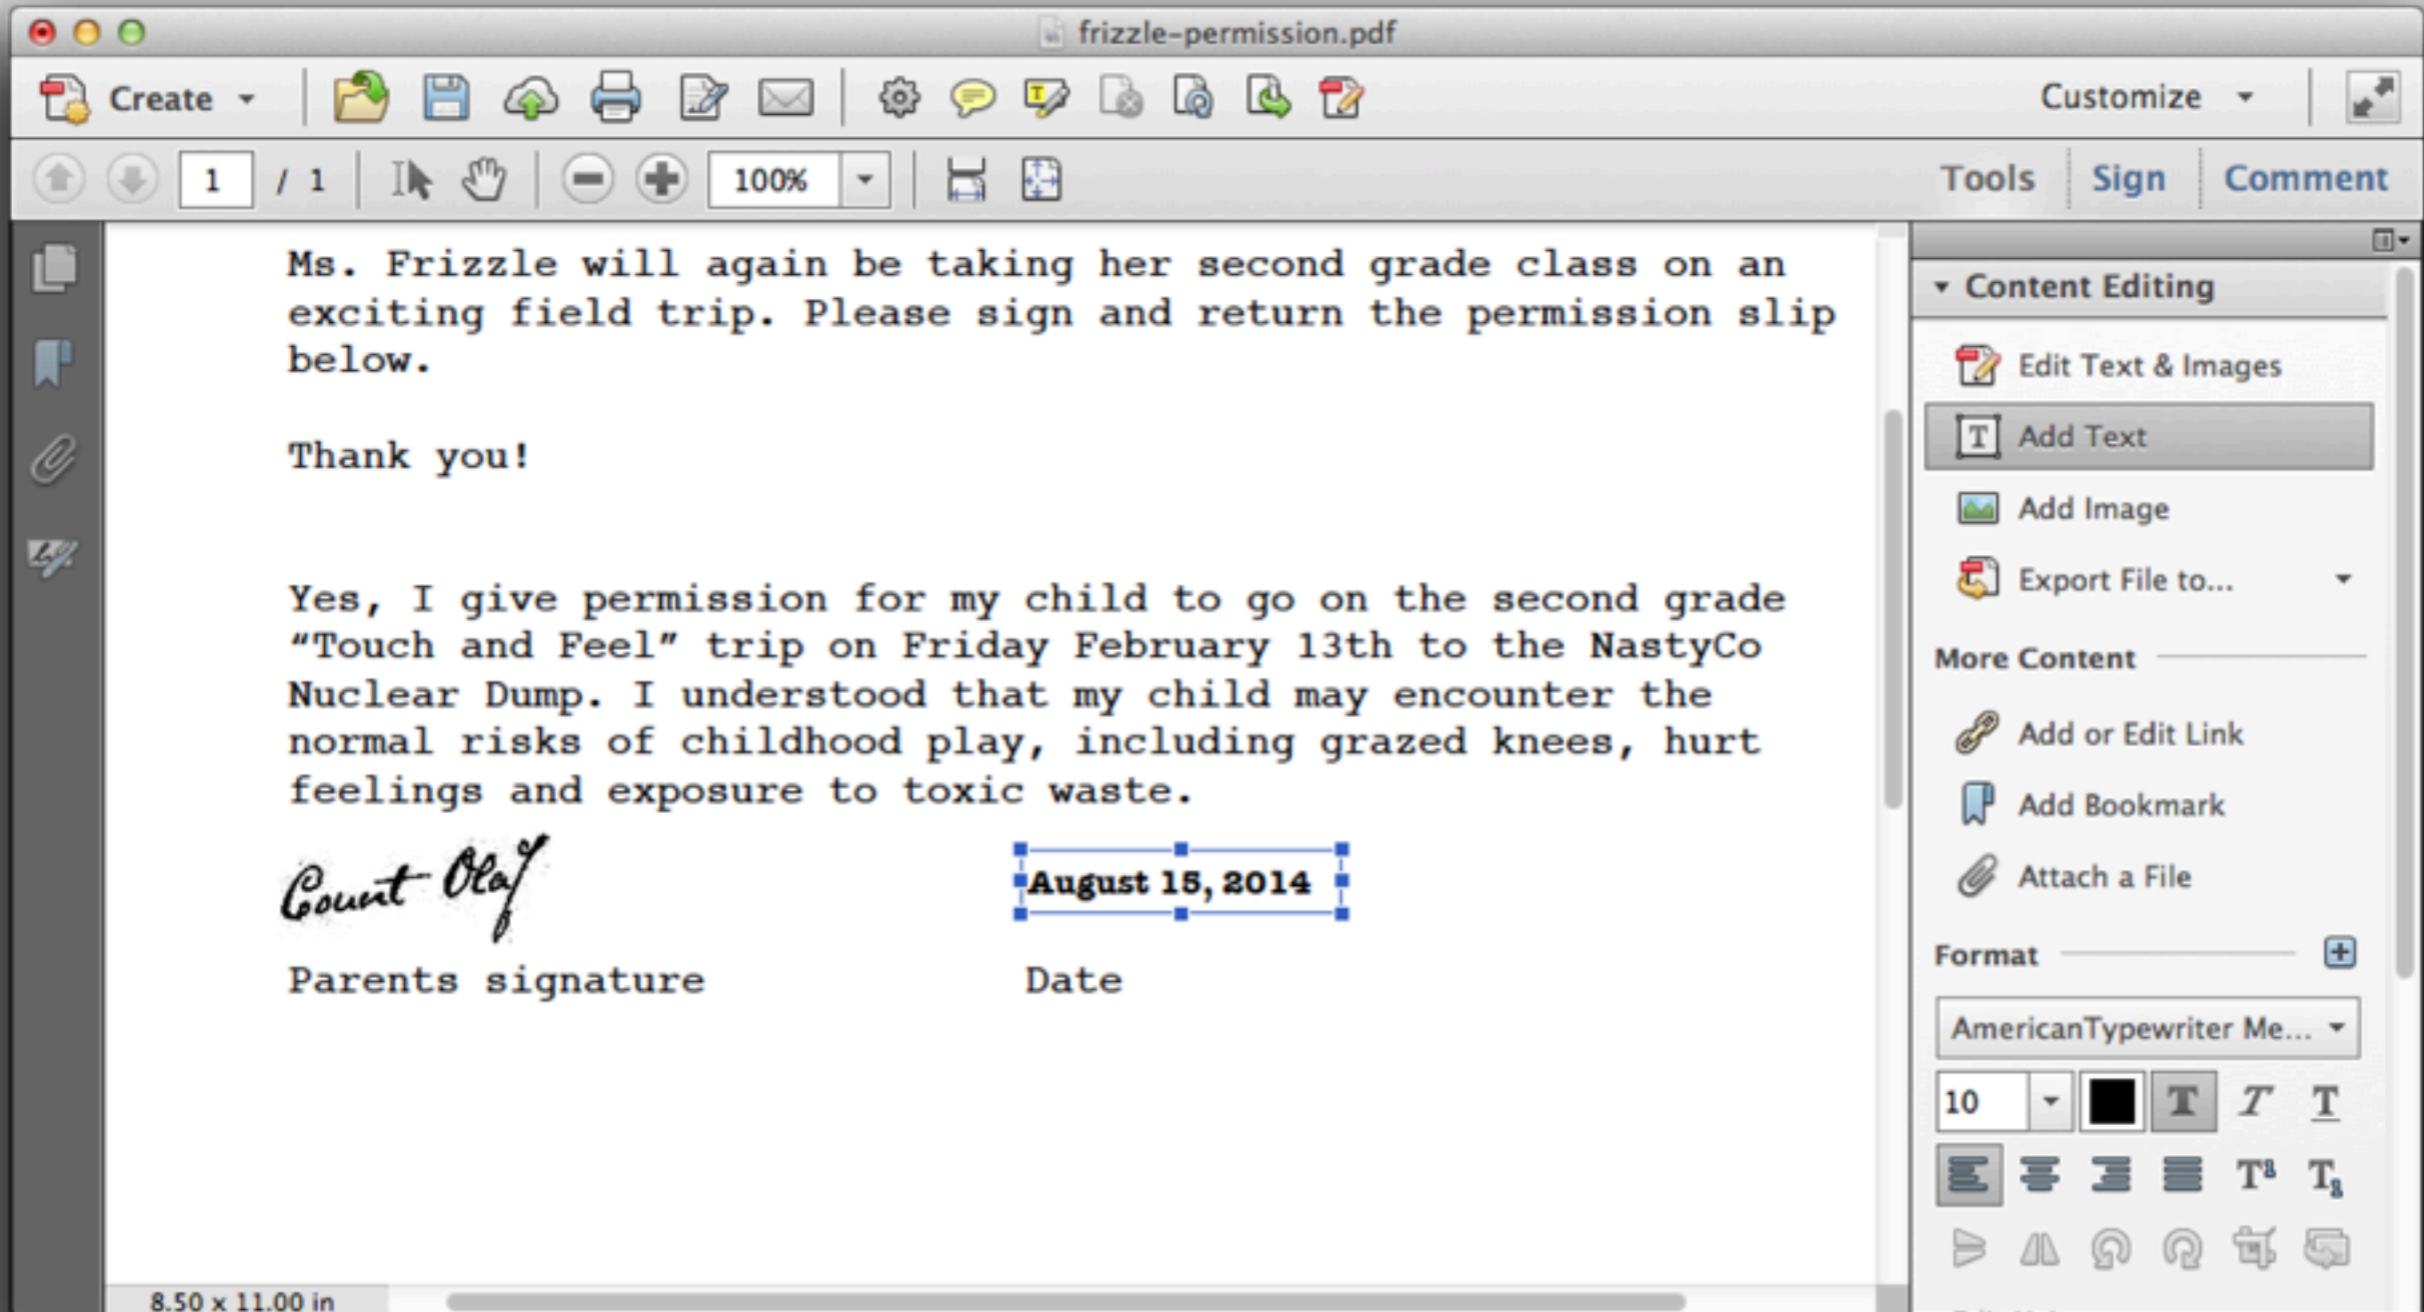 frizzle-permission.pdf
Create
Customize
1 / 1
100%
Tools Sign Comment
Ms. Frizzle will again be taking her second grade class on an
exciting field trip. Please sign and return the permission slip
below.
Thank you!
Yes, I give permission for my child to go on the second grade
“Touch and Feel” trip on Friday February 13th to the NastyCo
Nuclear Dump. I understood that my child may encounter the
normal risks of childhood play, including grazed knees, hurt
feelings and exposure to toxic waste.
Count Olaf
August 15, 2014
Parents signature Date
8.50 x 11.00 in
Content Editing
Edit Text & Images
Add Text
Add Image
Export File to...
More Content
Add or Edit Link
Add Bookmark
Attach a File
Format
AmericanTypewriter Me...
10